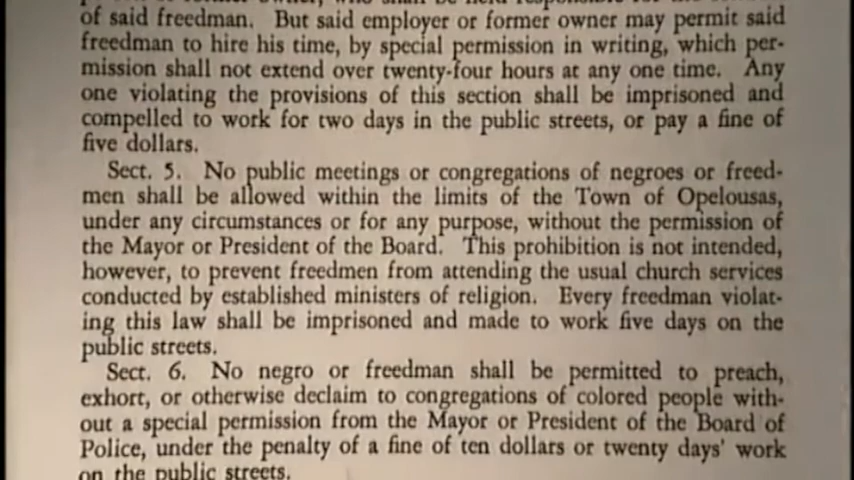 of said freedman. But said employer or former owner may permit said
freedman to hire his time, by special permission in writing, which per-
mission shall not extend over twenty-four hours at any one time. Any
one violating the provisions of this section shall be imprisoned and
compelled to work for two days in the public streets, or pay a fine of
five dollars.
Sect. 5. No public meetings or congregations of negroes or freed-
men shall be allowed within the limits of the Town of Opelousas,
under any circumstances or for any purpose, without the permission of
the Mayor or President of the Board. This prohibition is not intended,
however, to prevent freedmen from attending the usual church services
conducted by established ministers of religion. Every freedman violat-
ing this law shall be imprisoned and made to work five days on the
public streets.
Sect. 6. No negro or freedman shall be permitted to preach,
exhort, or otherwise declaim to congregations of colored people with-
out a special permission from the Mayor or President of the Board of
Police, under the penalty of a fine of ten dollars or twenty days' work
on the public streets.